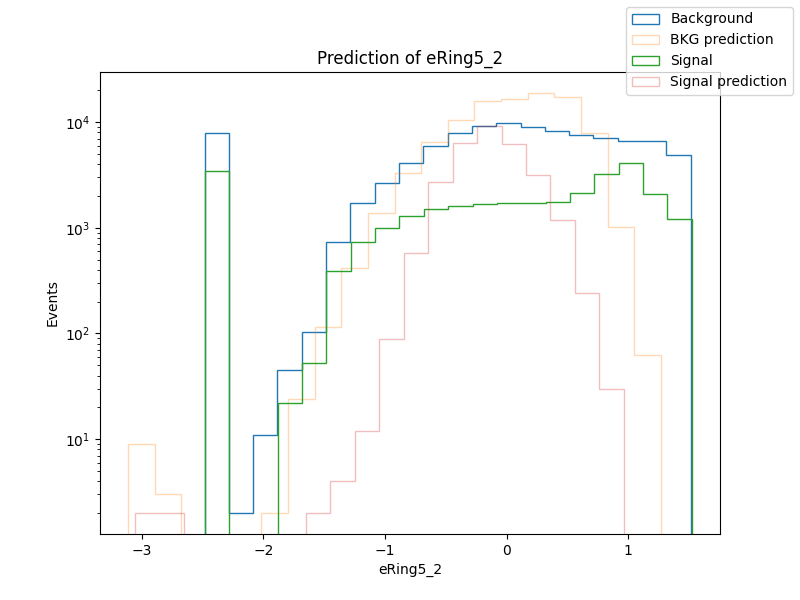 Prediction of eRing5_2
Background
BKG prediction
Signal
Signal prediction
Events
10⁴
10³
10²
10¹
−3
−2
−1
0
1
eRing5_2